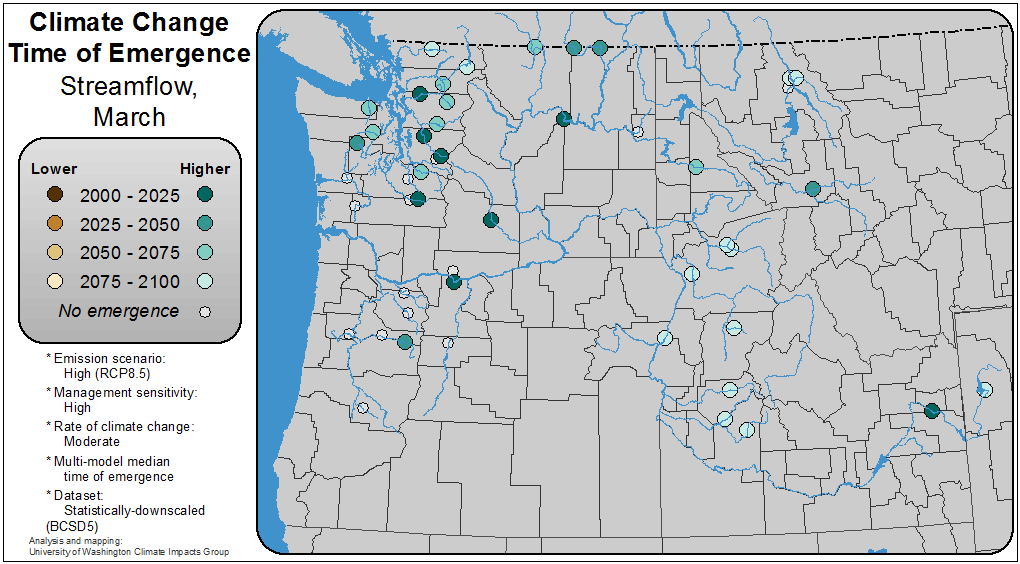 Climate Change
Time of Emergence
Streamflow,
March
Lower Higher
2000 - 2025
2025 - 2050
2050 - 2075
2075 - 2100
No emergence
* Emission scenario:
High (RCP8.5)
* Management sensitivity:
High
* Rate of climate change:
Moderate
* Multi-model median
time of emergence
* Dataset:
Statistically-downscaled
(BCSD5)
Analysis and mapping:
University of Washington Climate Impacts Group